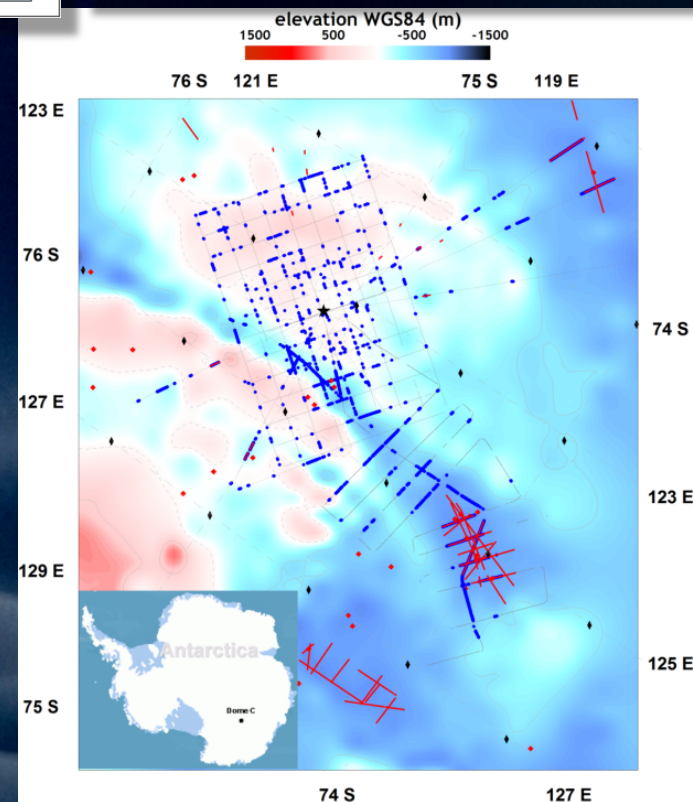 elevation WGS84 (m)
1500 500 -500 -1500
76 S 121 E 75 S 119 E
123 E
76 S
74 S
127 E
123 E
129 E
Antarctica
125 E
75 S
Dome C
74 S 127 E